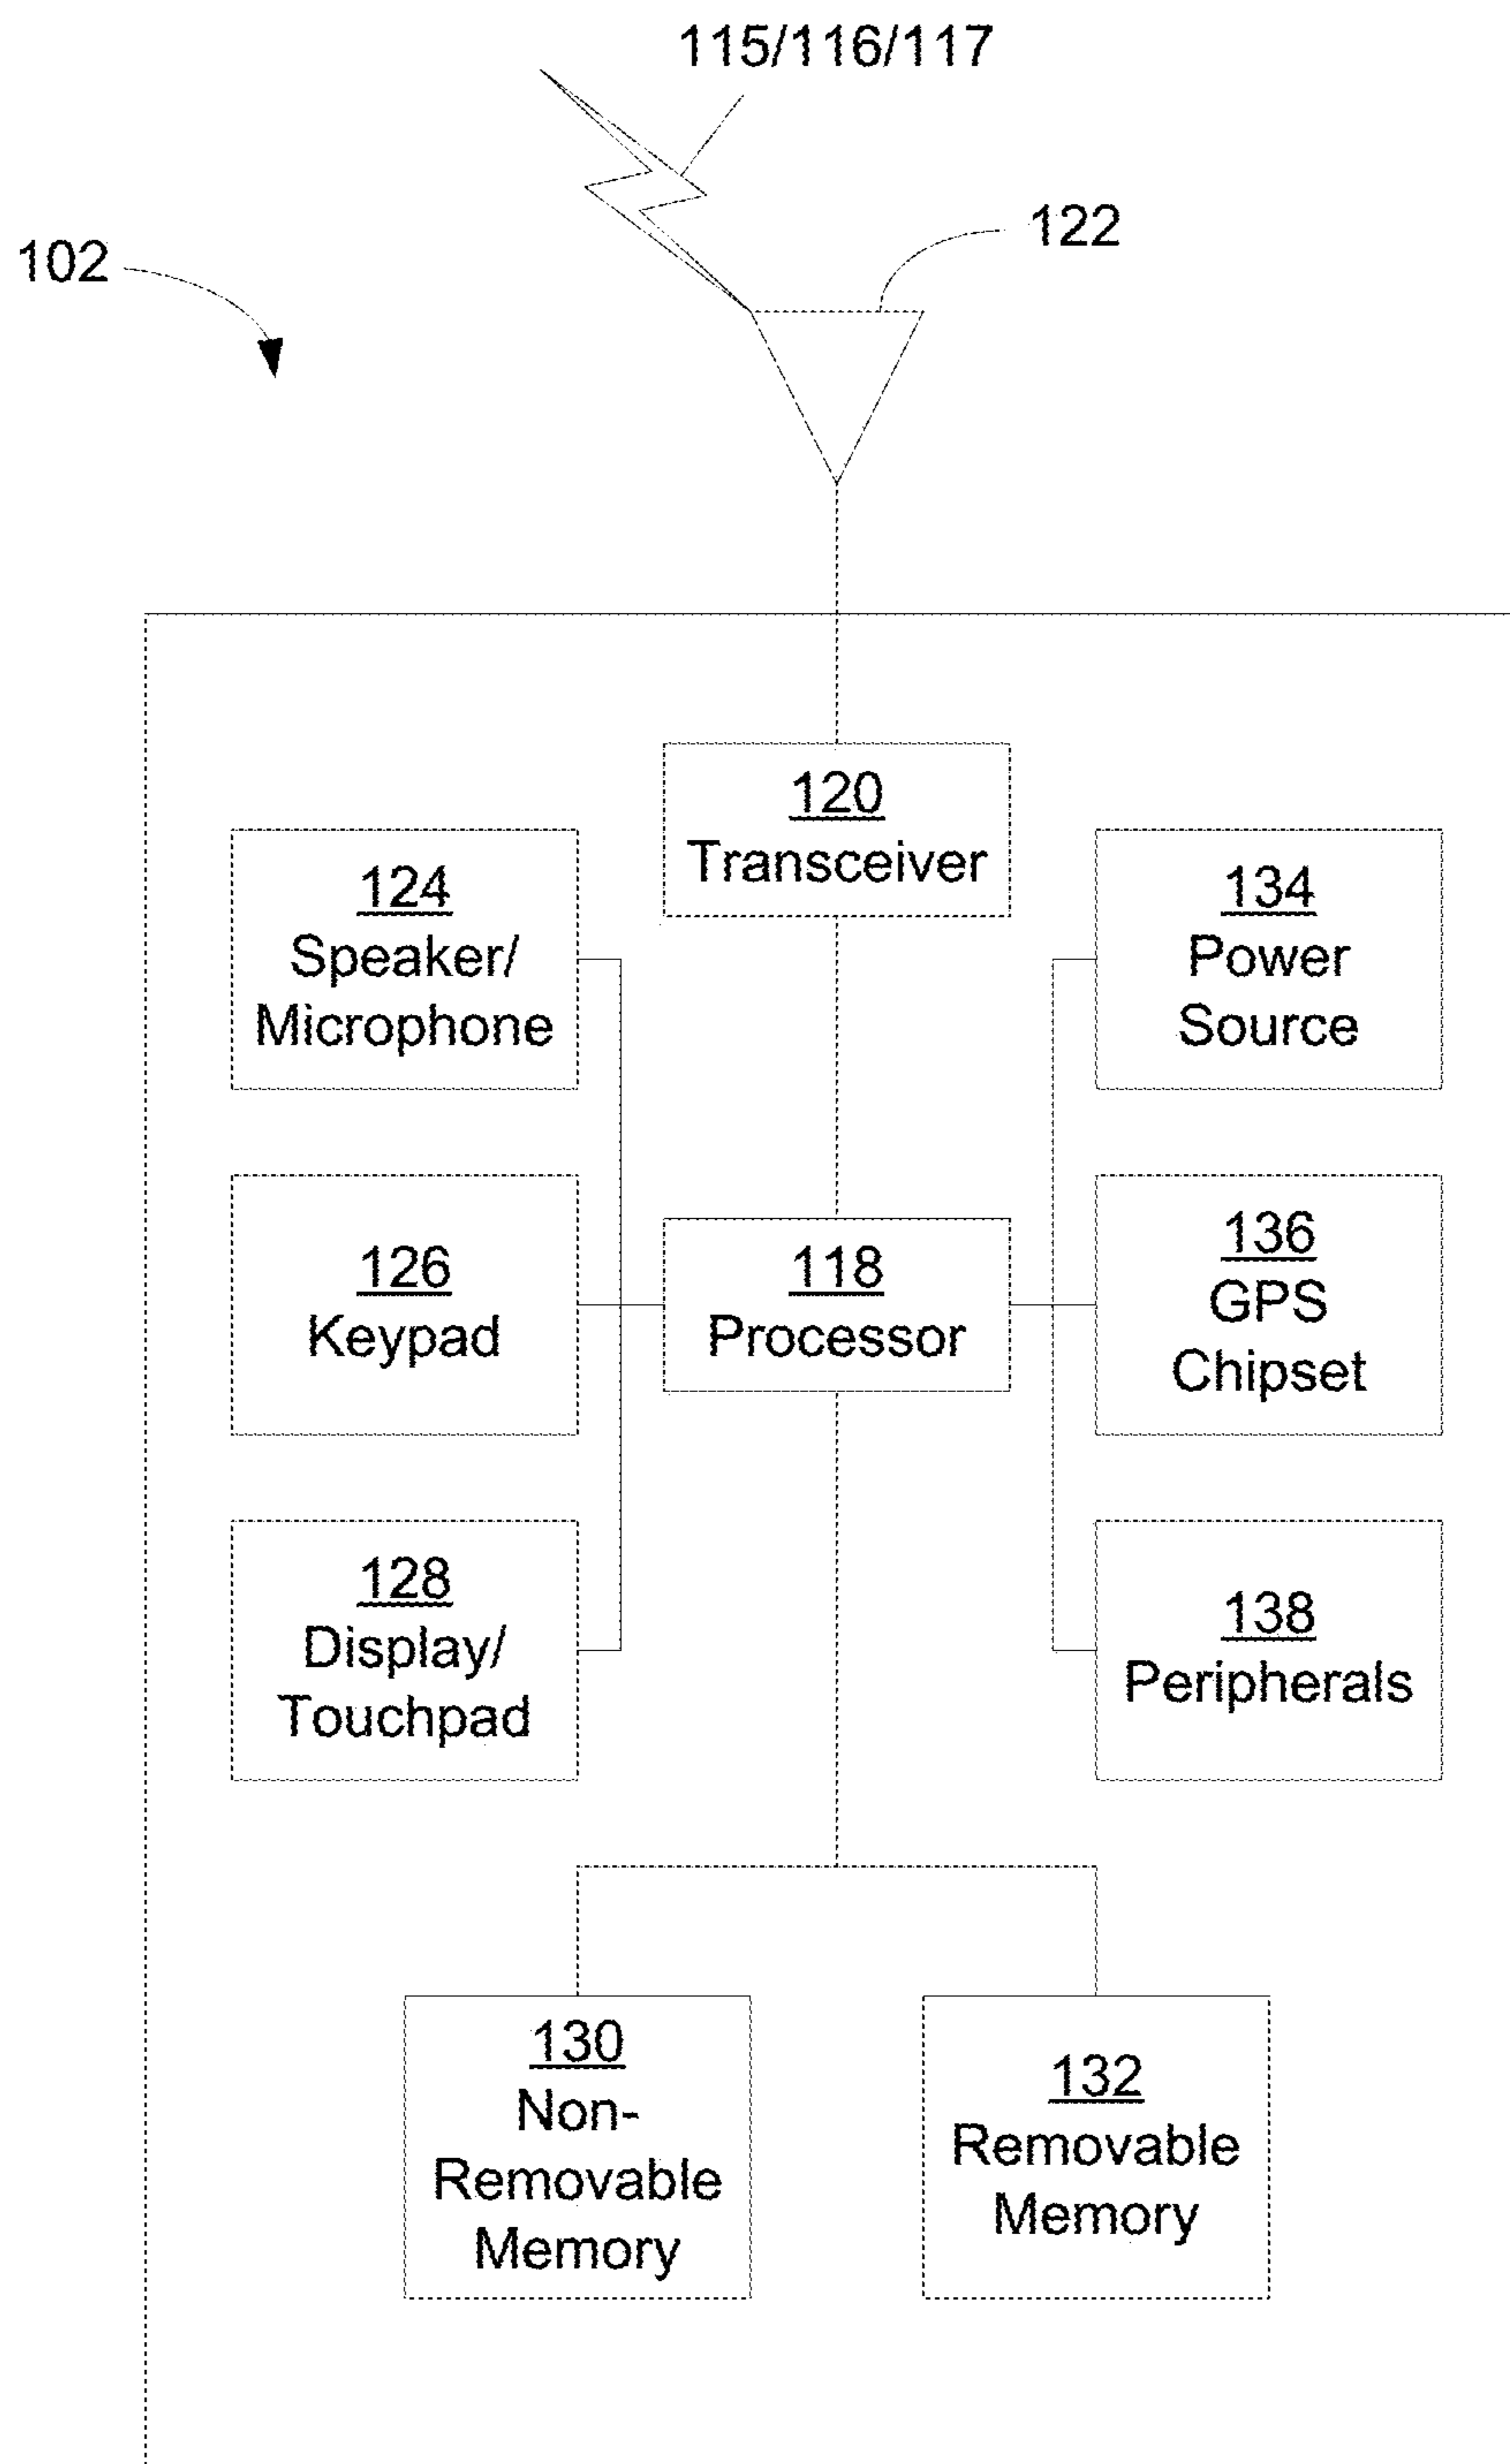 115/116/117
122
102
120
Transceiver
124
Speaker/
Microphone
134
Power
Source
126
Keypad
118
Processor
136
GPS
Chipset
128
Display/
Touchpad
138
Peripherals
130
Non-
Removable
Memory
132
Removable
Memory